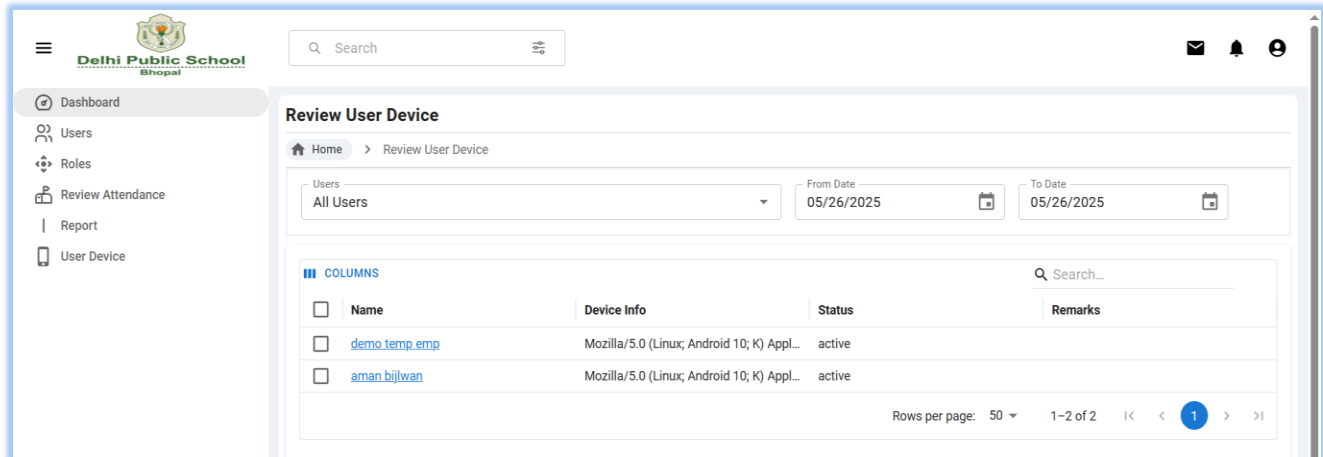 Delhi Public School
Bhopal
Search
Dashboard
Users
Roles
Review Attendance
Report
User Device
Review User Device
Home > Review User Device
Users
All Users
From Date
05/26/2025
To Date
05/26/2025
COLUMNS
Search...
Name Device Info Status Remarks
demo temp emp Mozilla/5.0 (Linux; Android 10; K) Appl... active
aman bijlwan Mozilla/5.0 (Linux; Android 10; K) Appl... active
Rows per page: 50 1–2 of 2 1